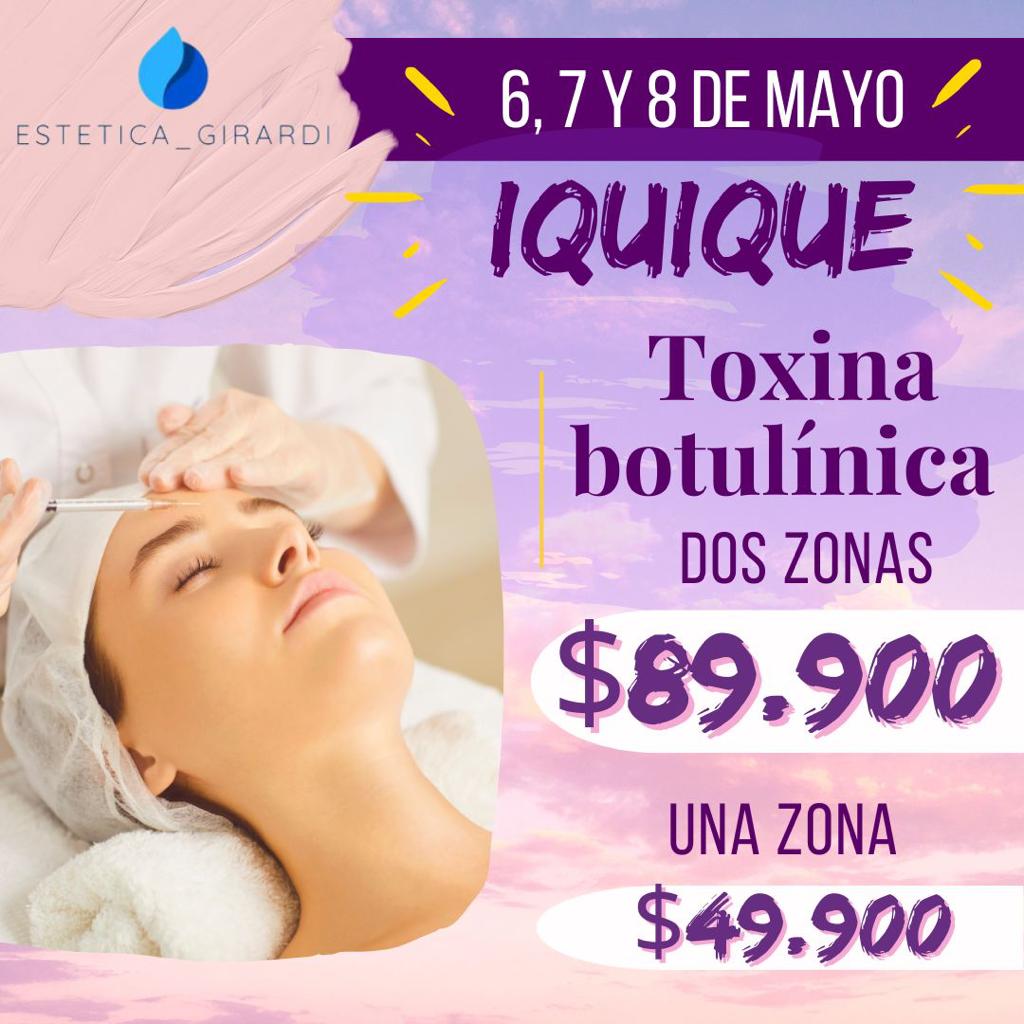 ESTETICA_GIRARDI
6, 7 Y 8 DE MAYO
IQUIQUE
Toxina
botulínica
DOS ZONAS
$89.900
UNA ZONA
$49.900